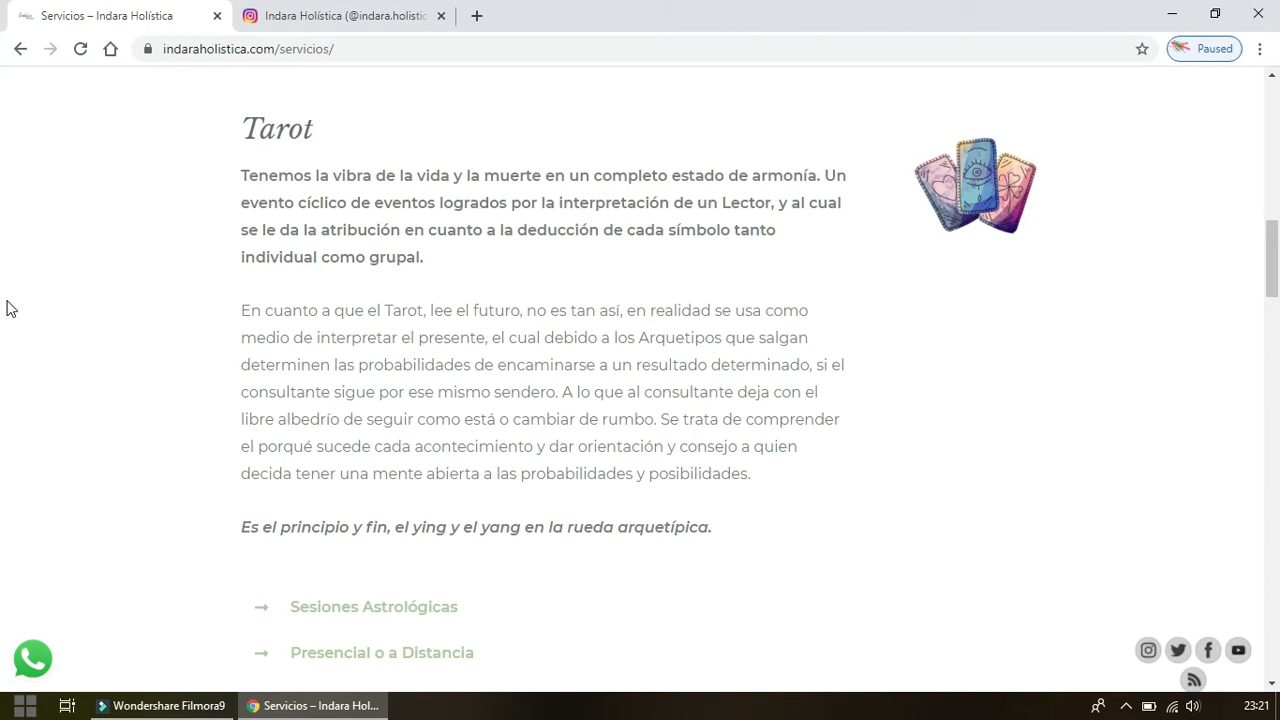 Servicios – Indara Holística
Indara Holística (@indara.holistic
indaraholistica.com/servicios/
Paused
Tarot
Tenemos la vibra de la vida y la muerte en un completo estado de armonía. Un
evento cíclico de eventos logrados por la interpretación de un Lector, y al cual
se le da la atribución en cuanto a la deducción de cada símbolo tanto
individual como grupal.
En cuanto a que el Tarot, lee el futuro, no es tan así, en realidad se usa como
medio de interpretar el presente, el cual debido a los Arquetipos que salgan
determinen las probabilidades de encaminarse a un resultado determinado, si el
consultante sigue por ese mismo sendero. A lo que al consultante deja con el
libre albedrío de seguir como está o cambiar de rumbo. Se trata de comprender
el porqué sucede cada acontecimiento y dar orientación y consejo a quien
decida tener una mente abierta a las probabilidades y posibilidades.
Es el principio y fin, el ying y el yang en la rueda arquetípica.
→ Sesiones Astrológicas
→ Presencial o a Distancia
Wondershare Filmora9
Servicios – Indara Hol...
23:21